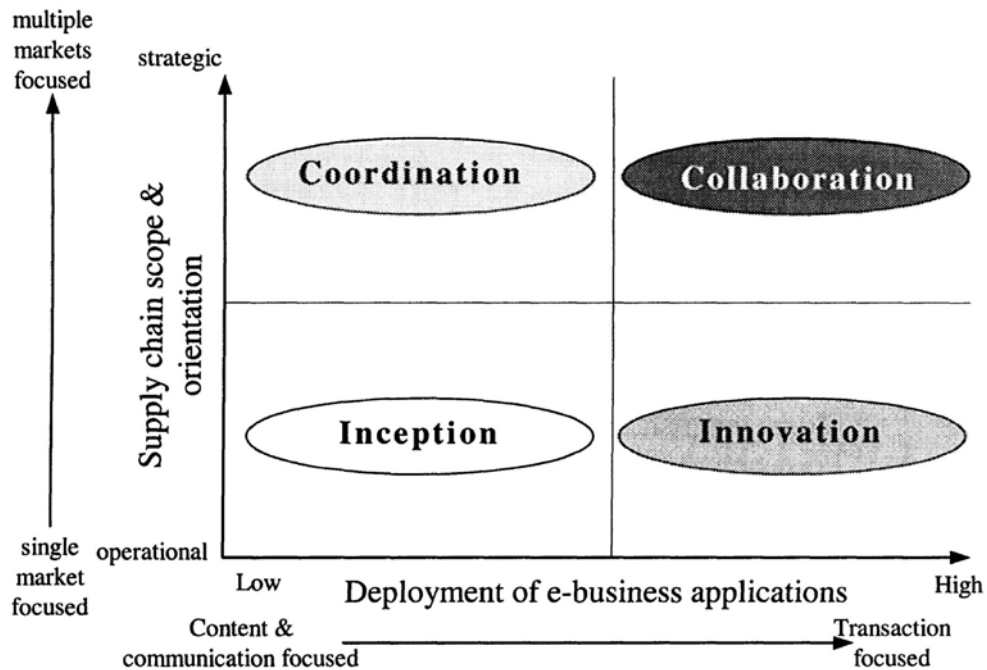 multiple
markets
focused
strategic
Supply chain scope &
orientation
Coordination
Collaboration
Inception
Innovation
single
market
focused
operational
Low
Deployment of e-business applications
High
Content &
communication focused
Transaction
focused